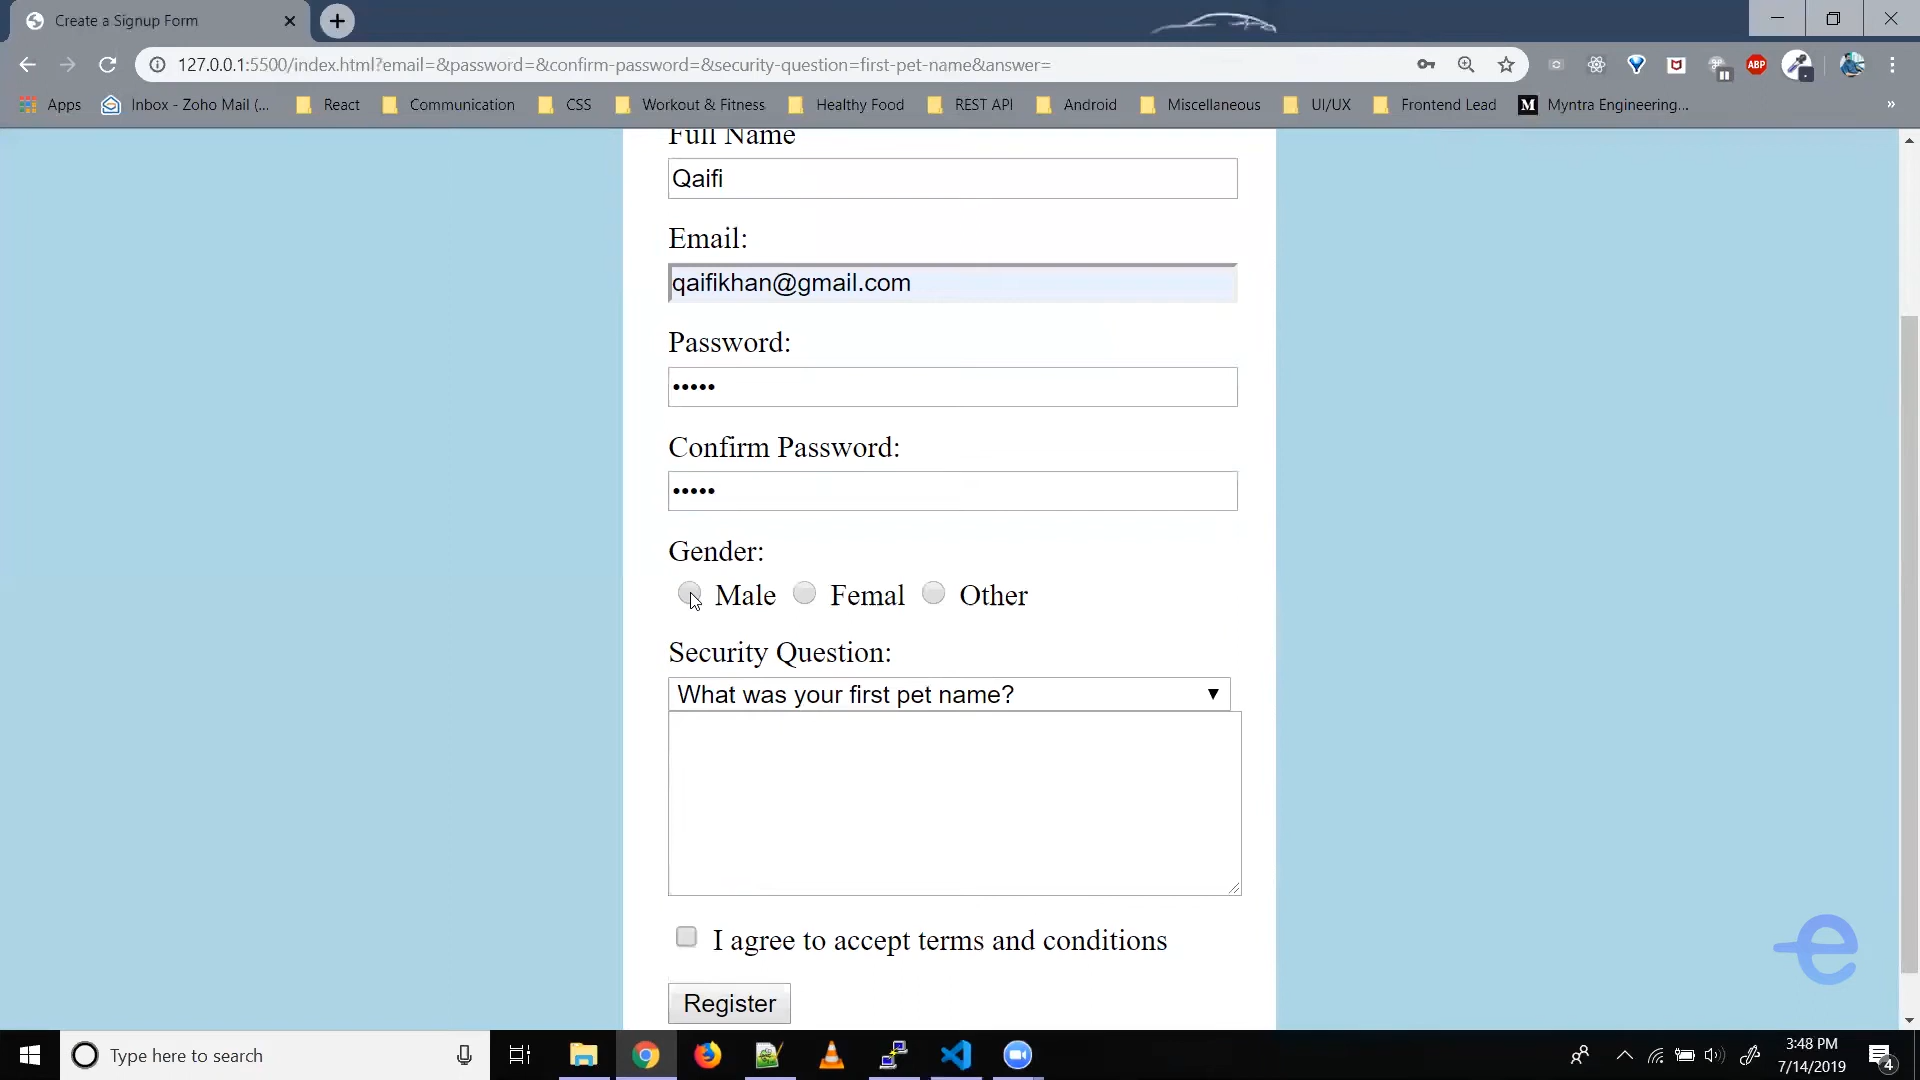 Create a Signup Form
127.0.0.1:5500/index.html?email=&password=&confirm-password=&security-question=first-pet-name&answer=
ABP
Apps Inbox - Zoho Mail (... React Communication CSS Workout & Fitness Healthy Food REST API Android Miscellaneous UI/UX Frontend Lead M Myntra Engineering... »
Full Name
Qaifi
Email:
qaifikhan@gmail.com
Password:
•••••
Confirm Password:
•••••
Gender:
Male Femal Other
Security Question:
What was your first pet name?
I agree to accept terms and conditions
Register
e
Type here to search
3:48 PM
7/14/2019
4